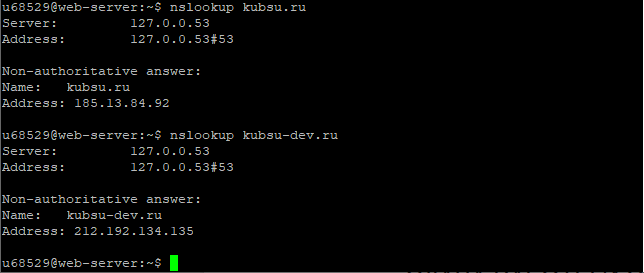 u68529@web-server:~$ nslookup kubsu.ru
Server:         127.0.0.53
Address:        127.0.0.53#53

Non-authoritative answer:
Name:   kubsu.ru
Address: 185.13.84.92

u68529@web-server:~$ nslookup kubsu-dev.ru
Server:         127.0.0.53
Address:        127.0.0.53#53

Non-authoritative answer:
Name:   kubsu-dev.ru
Address: 212.192.134.135

u68529@web-server:~$